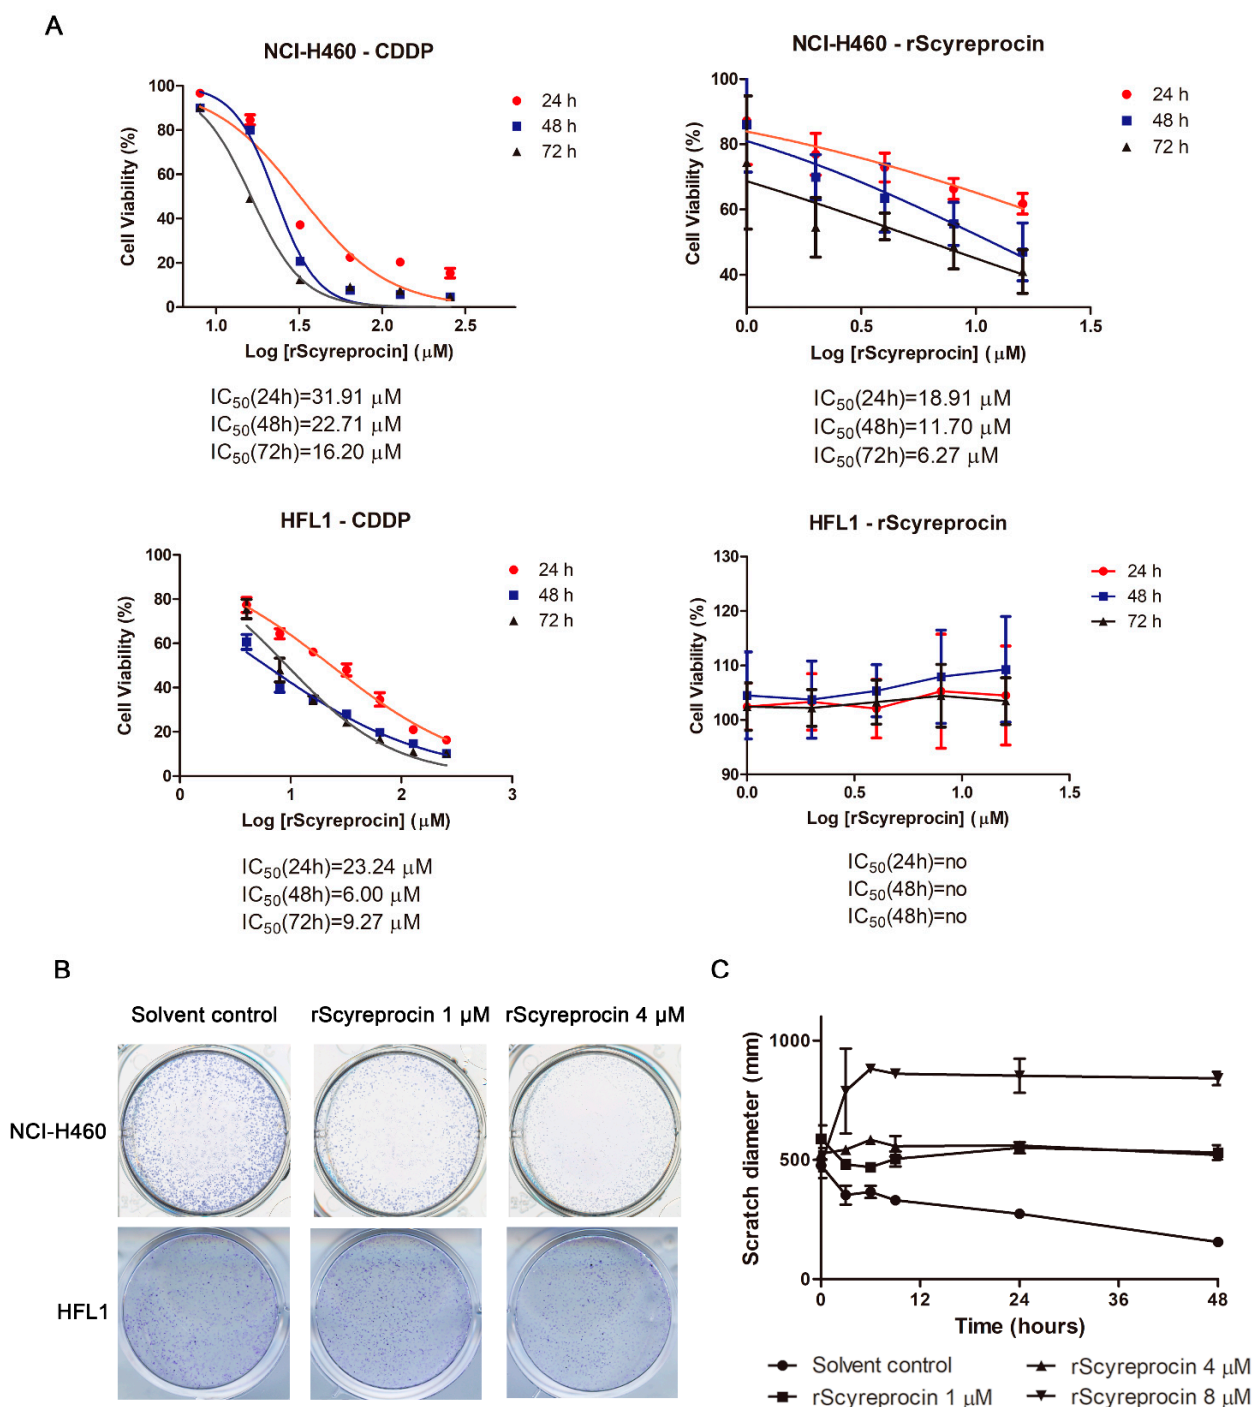 A
NCI-H460 - CDDP
100
80
60
40
20
0
Cell Viability (%)
1.0
1.5
2.0
2.5
Log [rScyreprocin] (μM)
24 h
48 h
72 h
IC50(24h)=31.91 μM
IC50(48h)=22.71 μM
IC50(72h)=16.20 μM
NCI-H460 - rScyreprocin
100
80
60
40
Cell Viability (%)
0.0
0.5
1.0
1.5
Log [rScyreprocin] (μM)
24 h
48 h
72 h
IC50(24h)=18.91 μM
IC50(48h)=11.70 μM
IC50(72h)=6.27 μM
HFL1 - CDDP
100
80
60
40
20
0
Cell Viability (%)
0
1
2
3
Log [rScyreprocin] (μM)
24 h
48 h
72 h
IC50(24h)=23.24 μM
IC50(48h)=6.00 μM
IC50(72h)=9.27 μM
HFL1 - rScyreprocin
130
120
110
100
90
Cell Viability (%)
0.0
0.5
1.0
1.5
Log [rScyreprocin] (μM)
24 h
48 h
72 h
IC50(24h)=no
IC50(48h)=no
IC50(48h)=no
B
Solvent control
rScyreprocin 1 μM
rScyreprocin 4 μM
NCI-H460
HFL1
C
1000
500
0
Scratch diameter (mm)
0
12
24
36
48
Time (hours)
Solvent control
rScyreprocin 1 μM
rScyreprocin 4 μM
rScyreprocin 8 μM